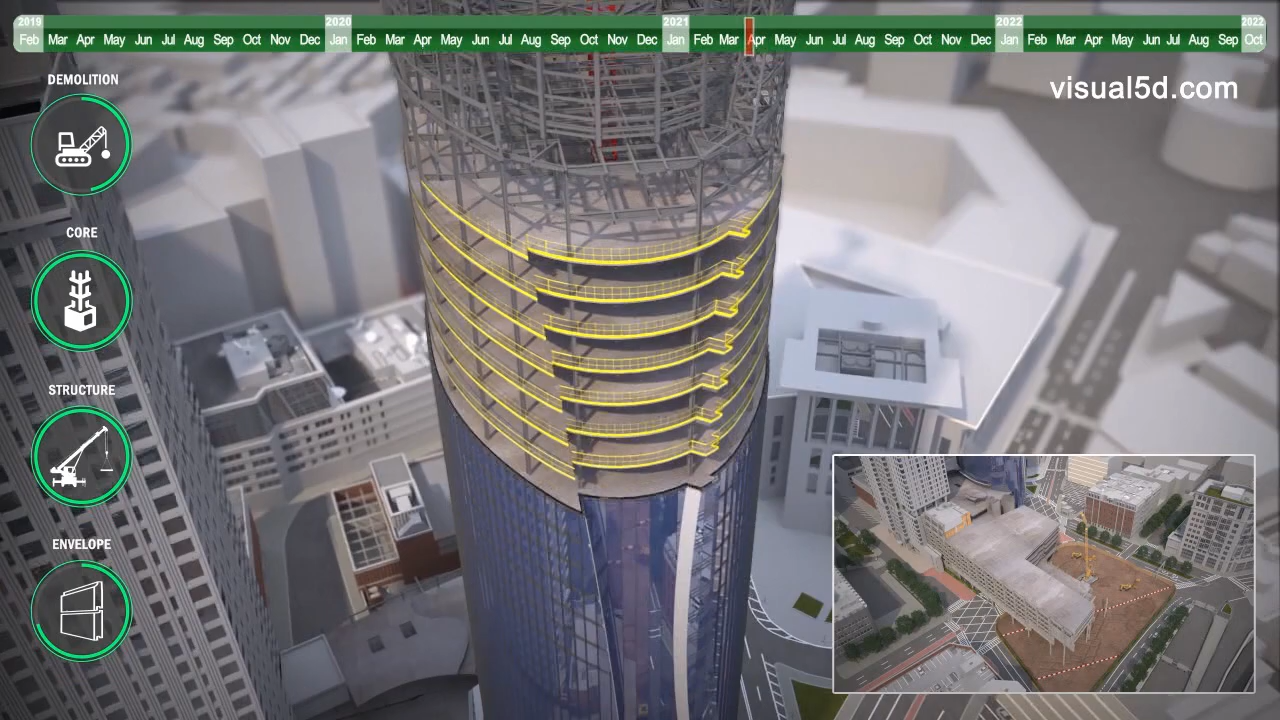 2019 2020 2021 2022 2022
Feb Mar Apr May Jun Jul Aug Sep Oct Nov Dec Jan Feb Mar Apr May Jun Jul Aug Sep Oct Nov Dec Jan Feb Mar Apr May Jun Jul Aug Sep Oct Nov Dec Jan Feb Mar Apr May Jun Jul Aug Sep Oct
visual5d.com
DEMOLITION
CORE
STRUCTURE
ENVELOPE